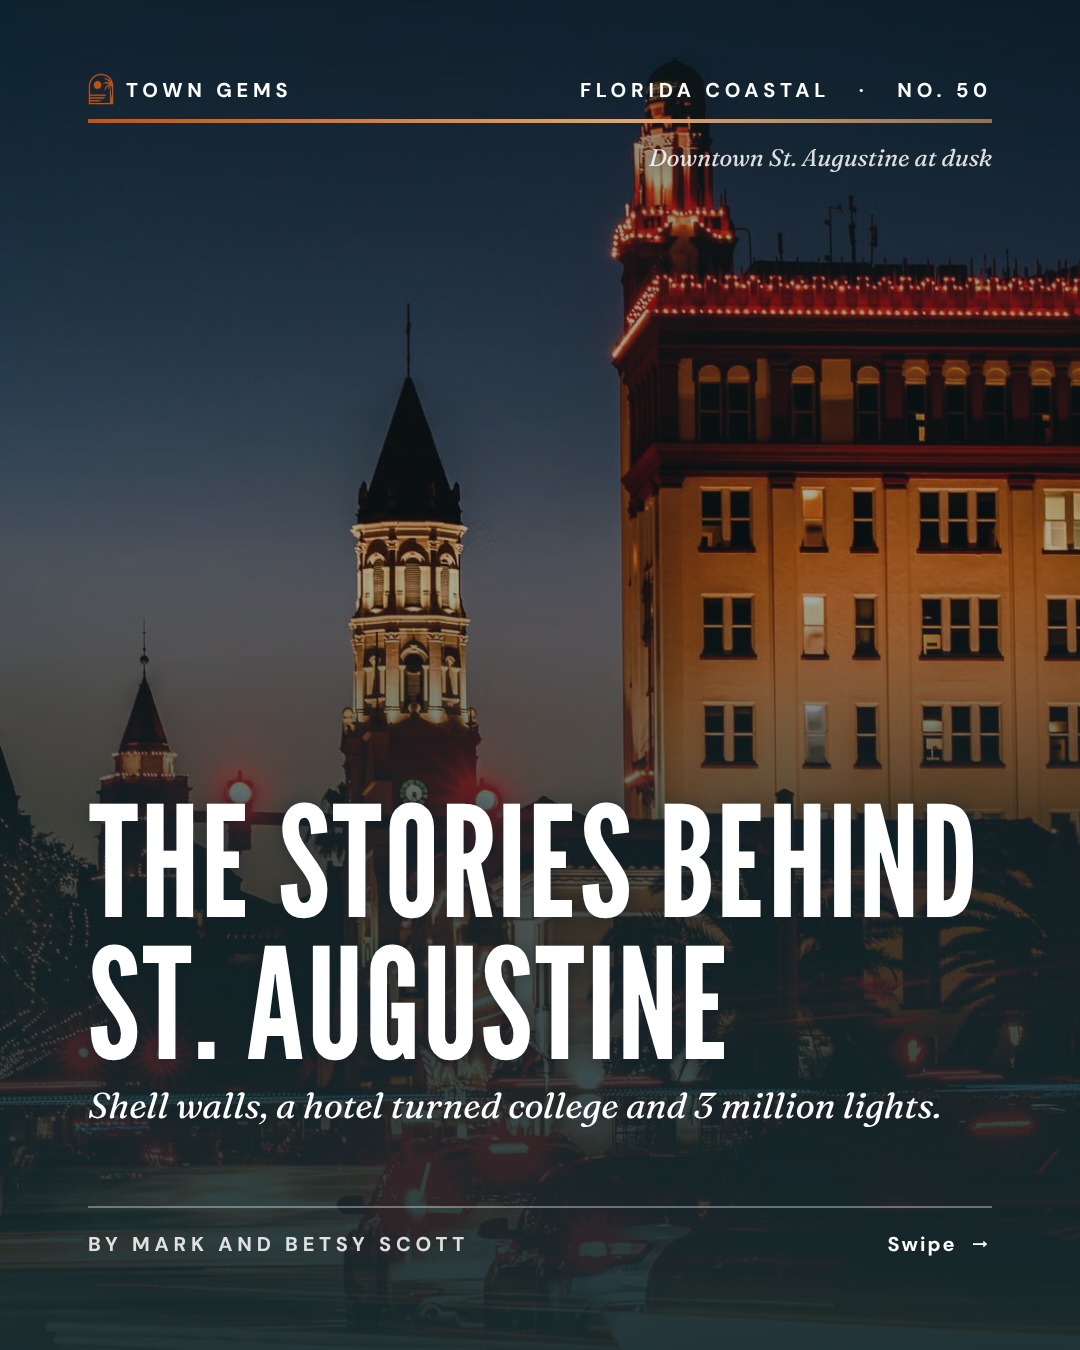 TOWN GEMS
FLORIDA COASTAL · NO. 50
Downtown St. Augustine at dusk
THE STORIES BEHIND
ST. AUGUSTINE
Shell walls, a hotel turned college and 3 million lights.
BY MARK AND BETSY SCOTT
Swipe →